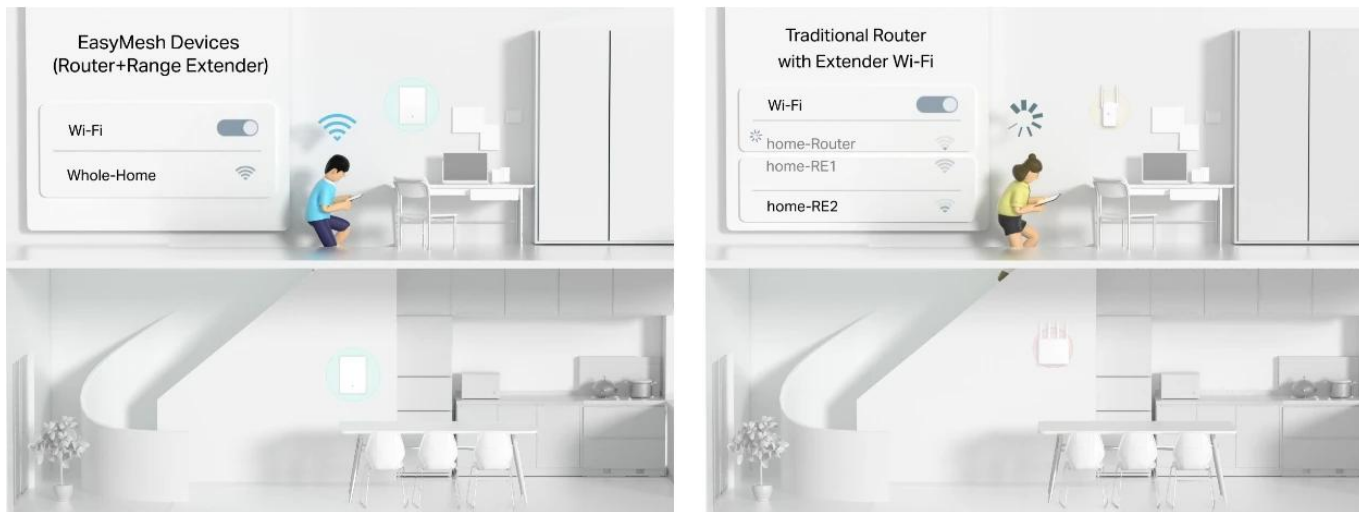 EasyMesh Devices
(Router+Range Extender)
Wi-Fi
Whole-Home
Traditional Router
with Extender Wi-Fi
Wi-Fi
home-Router
home-RE1
home-RE2